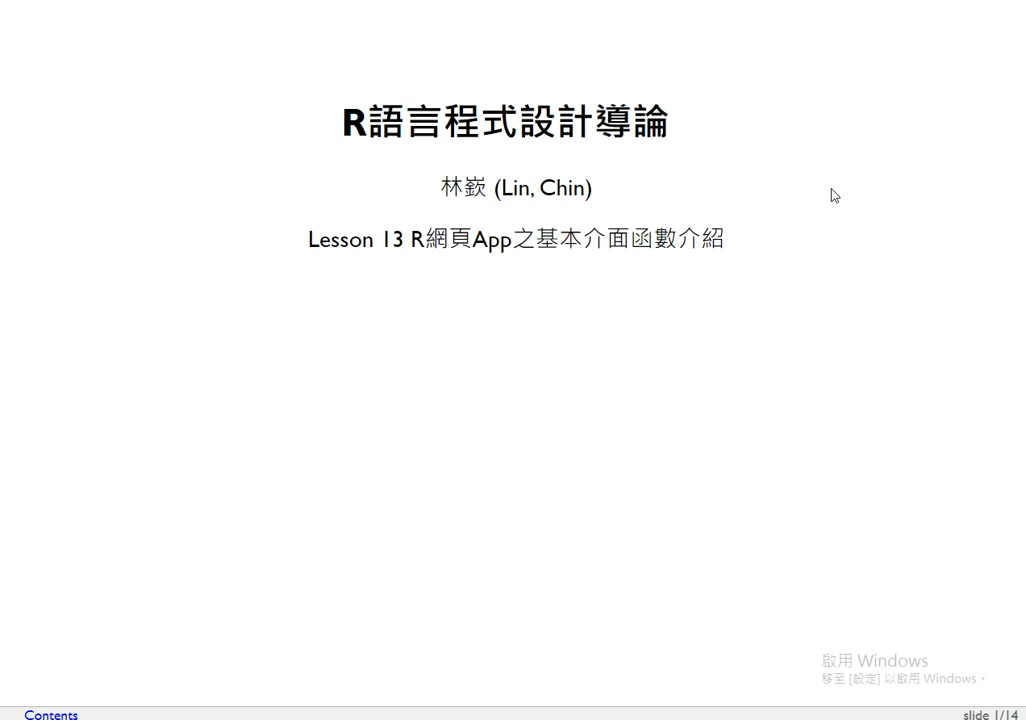 R語言程式設計導論
林嶔 (Lin, Chin)
Lesson 13 R網頁App之基本介面函數介紹
啟用 Windows
移至 [設定] 以啟用 Windows。
Contents
slide 1/14